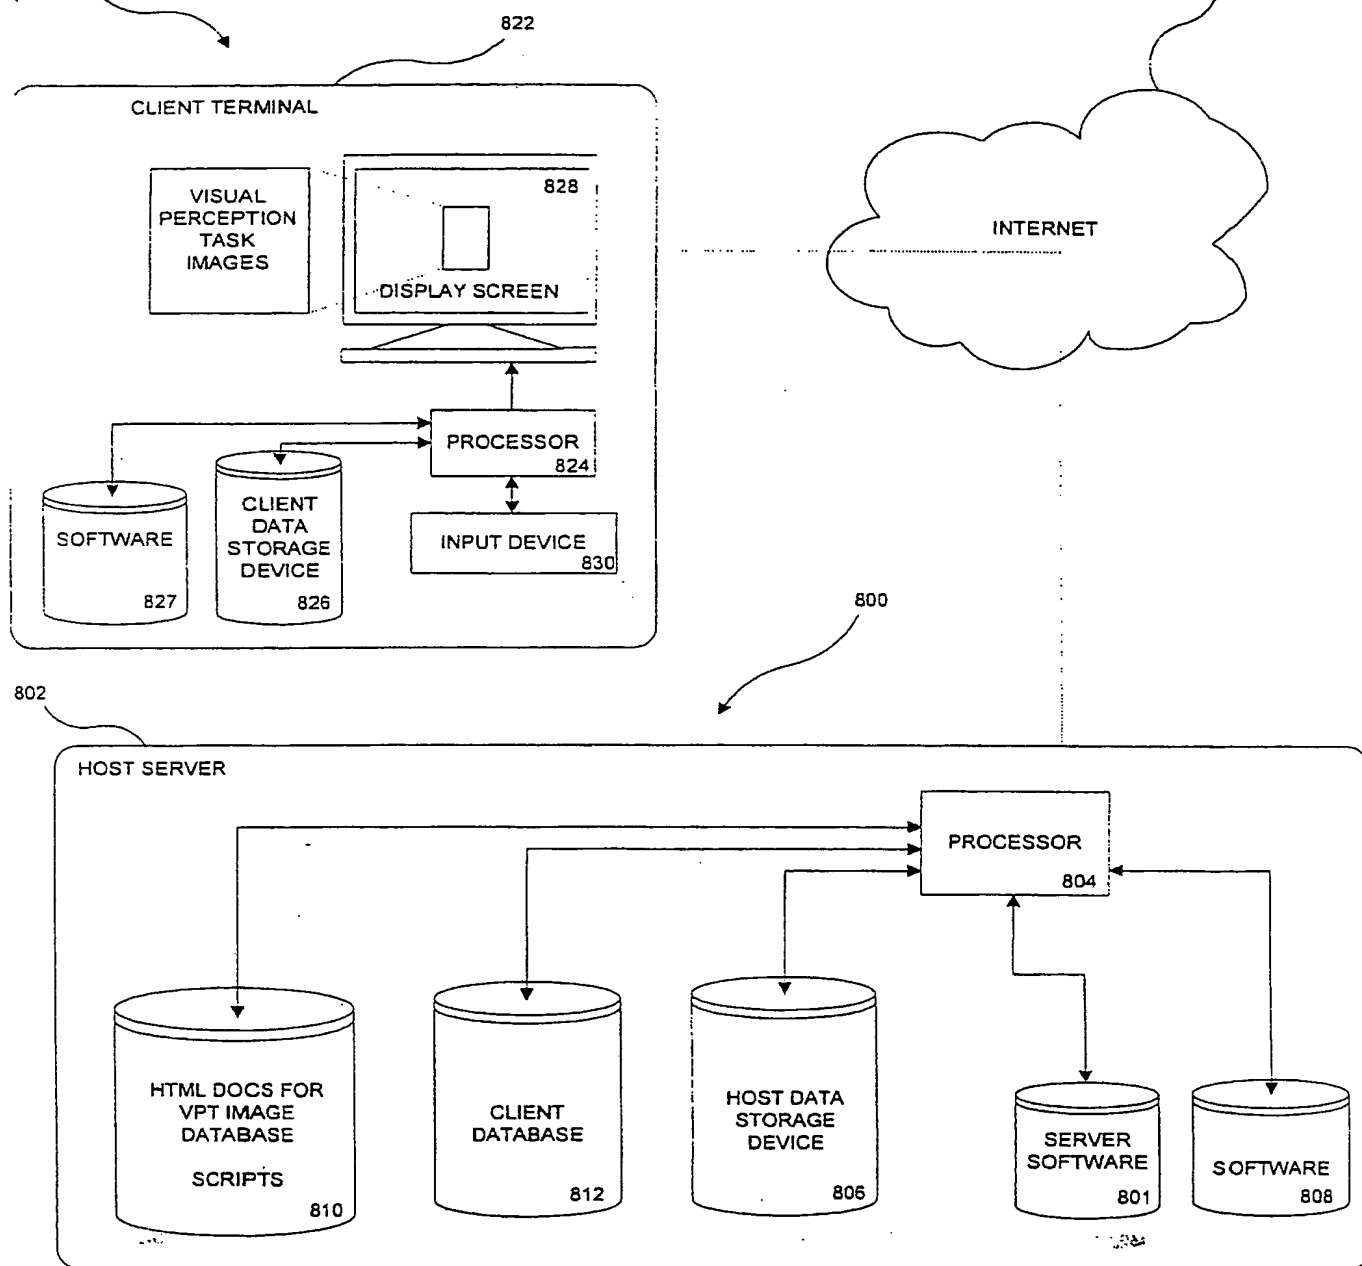 822
CLIENT TERMINAL
VISUAL
PERCEPTION
TASK
IMAGES
828
DISPLAY SCREEN
INTERNET
PROCESSOR
824
SOFTWARE
827
CLIENT
DATA
STORAGE
DEVICE
826
INPUT DEVICE
830
800
802
HOST SERVER
PROCESSOR
804
HTML DOCS FOR
VPT IMAGE
DATABASE
SCRIPTS
810
CLIENT
DATABASE
812
HOST DATA
STORAGE
DEVICE
806
SERVER
SOFTWARE
801
SOFTWARE
808